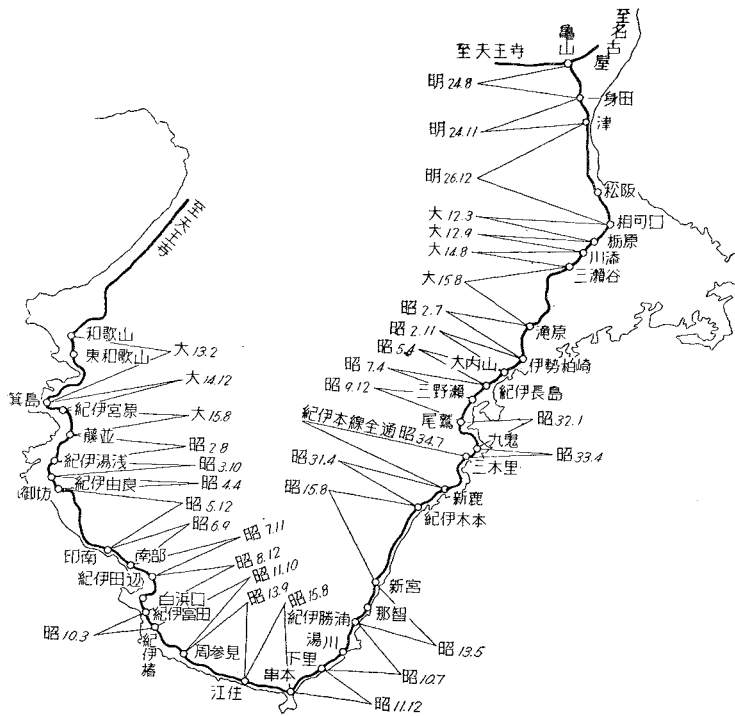 至名古屋
亀山
至天王寺
明24.8
身田
津
明24.11
明26.12
松阪
相可口
大12.3
大12.9
栃原
川添
大14.8
三瀬谷
大15.8
至天王寺
昭2.7
滝原
昭2.11
昭5.4
大内山
伊勢柏崎
昭7.4
三野瀬
紀伊長島
昭9.12
尾鷲
昭32.1
紀伊本線全通昭34.7
九鬼
昭33.4
三木里
昭31.4
新鹿
昭15.8
紀伊木本
和歌山
東和歌山
大13.2
大14.12
箕島
紀伊宮原
大15.8
藤並
昭2.8
紀伊湯浅
昭3.10
紀伊由良
昭4.4
御坊
昭5.12
昭6.9
昭7.11
印南
南部
昭8.12
紀伊田辺
昭11.10
白浜口
昭13.9
昭15.8
紀伊富田
昭10.3
紀伊椿
周参見
江住
串本
下里
湯川
紀伊勝浦
那智
新宮
昭13.5
昭10.7
昭11.12